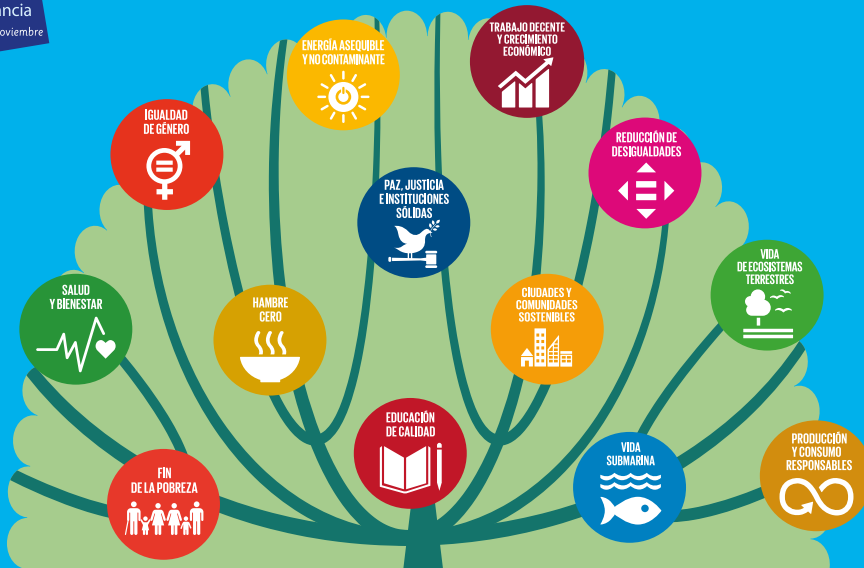 oviembre
ENERGÍA ASEQUIBLE
Y NO CONTAMINANTE
TRABAJO DECENTE
Y CRECIMIENTO
ECONÓMICO
IGUALDAD
DE GÉNERO
REDUCCIÓN DE
DESIGUALDADES
PAZ, JUSTICIA
E INSTITUCIONES
SÓLIDAS
VIDA
DE ECOSISTEMAS
TERRESTRES
SALUD
Y BIENESTAR
HAMBRE
CERO
CIUDADES Y
COMUNIDADES
SOSTENIBLES
EDUCACIÓN
DE CALIDAD
VIDA
SUBMARINA
PRODUCCIÓN
Y CONSUMO
RESPONSABLES
FIN
DE LA POBREZA